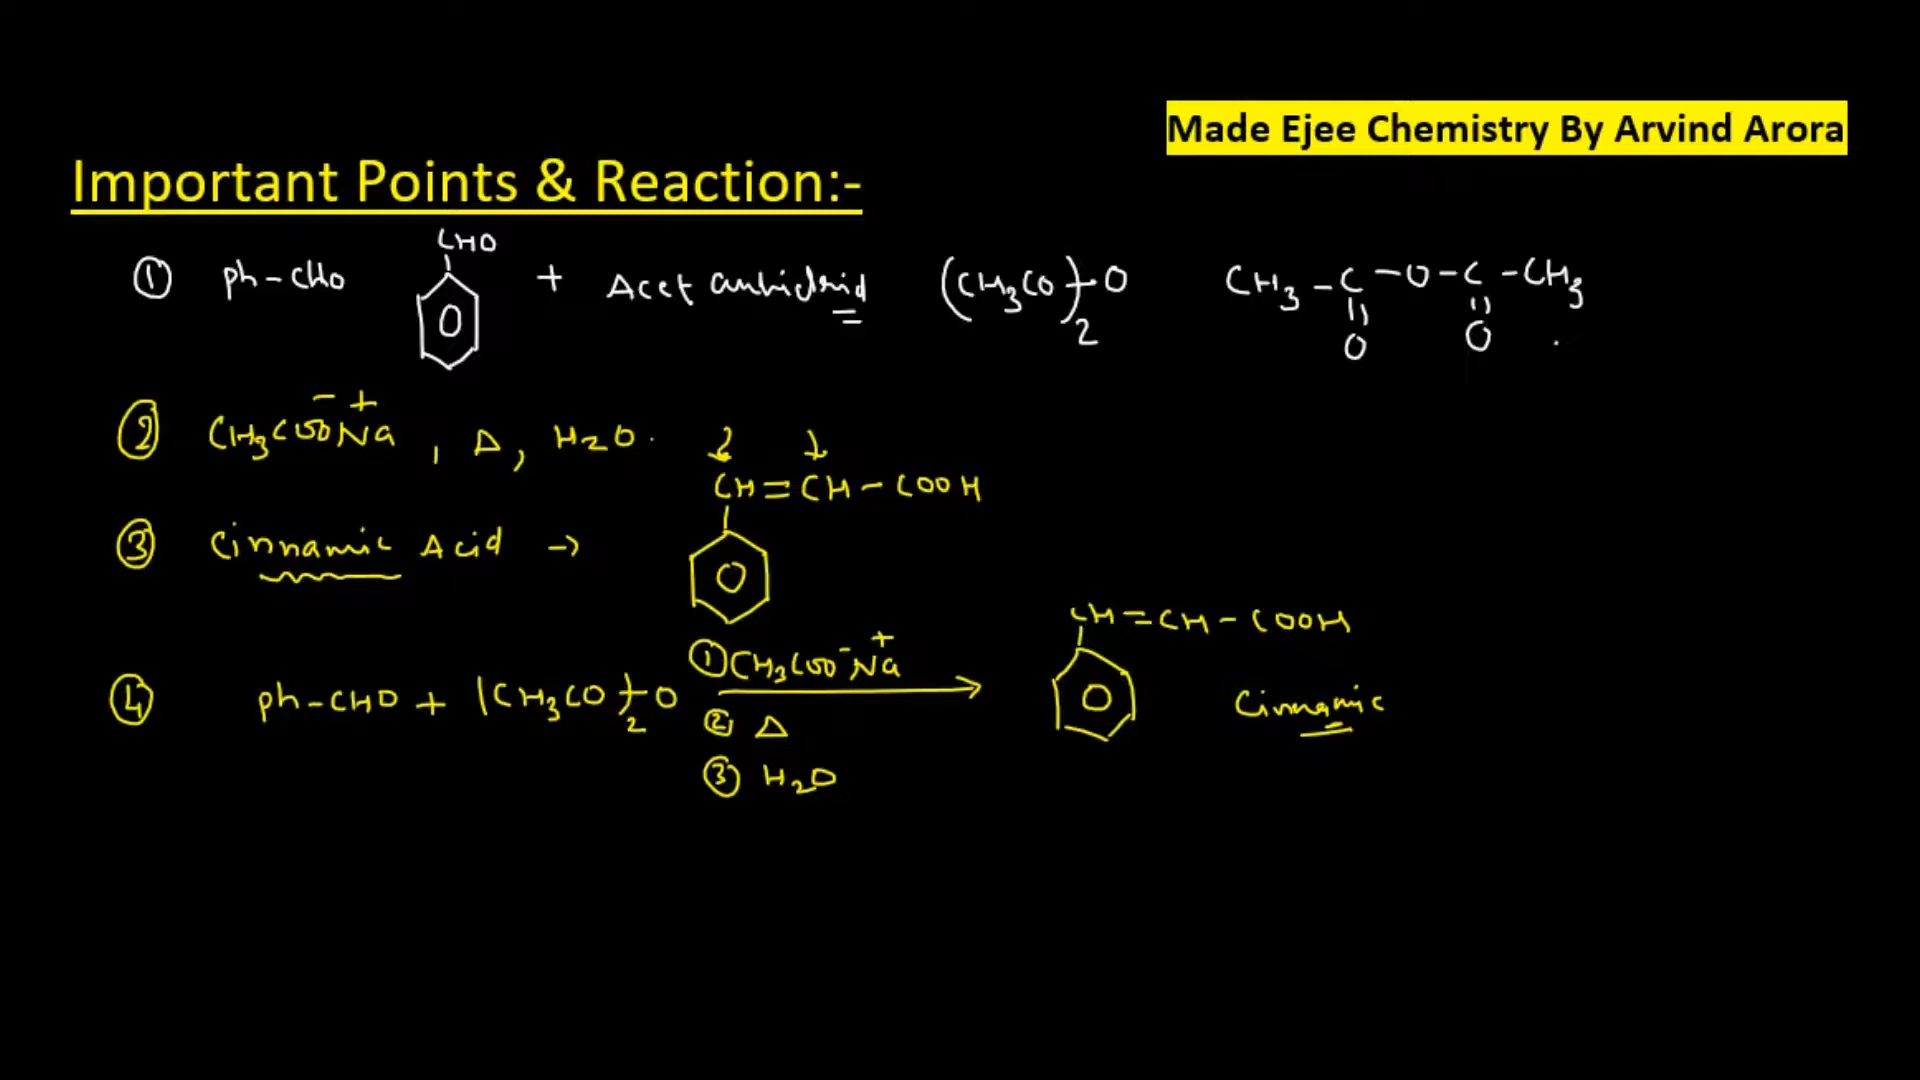 Made Ejee Chemistry By Arvind Arora
Important Points & Reaction:-
① ph-CHO CHO + Acet anhidrid (CH₃CO)₂O CH₃-C-O-C-CH₃
O O
② CH₃COO⁻Na⁺, Δ, H₂O.
CH=CH-COOH
③ Cinnamic Acid →
④ ph-CHO + (CH₃CO)₂O ① CH₃COO⁻Na⁺ → CH=CH-COOH
② Δ Cinnamic
③ H₂O